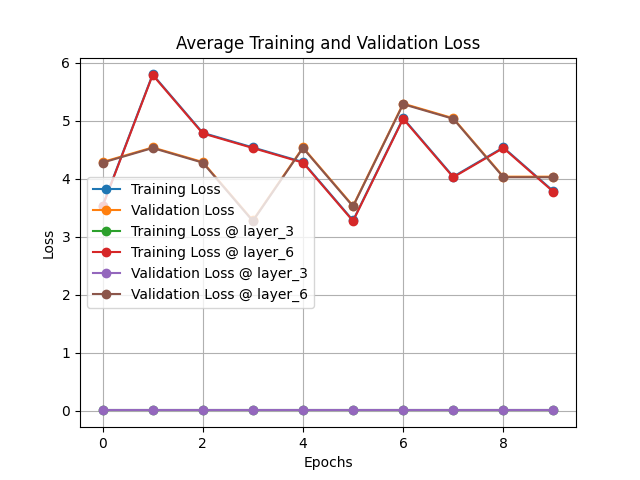 Average Training and Validation Loss
6
5
4
3
2
1
0
Loss
Training Loss
Validation Loss
Training Loss @ layer_3
Training Loss @ layer_6
Validation Loss @ layer_3
Validation Loss @ layer_6
0 2 4 6 8
Epochs